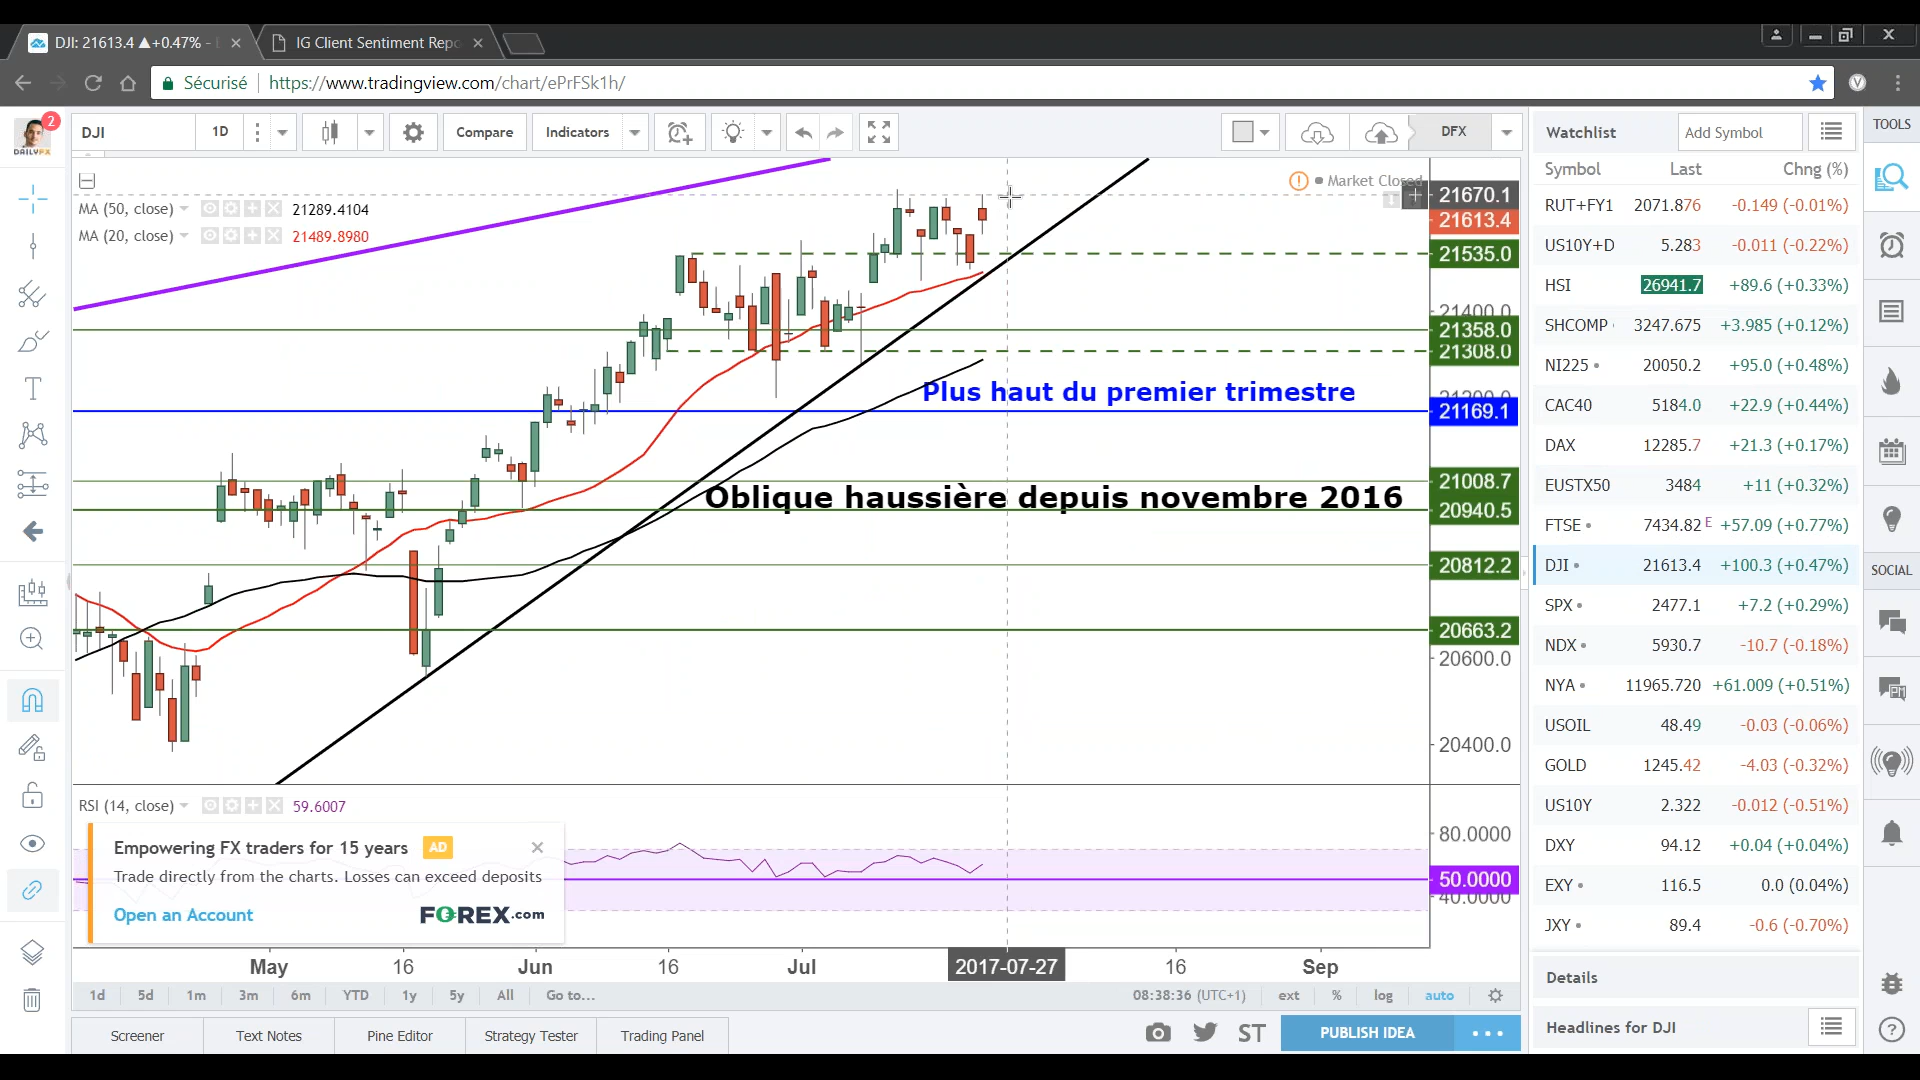 DJI: 21613.4 ▲+0.47% -
IG Client Sentiment Repo
Sécurisé
https://www.tradingview.com/chart/ePrFSk1h/
V
2
DAILYFX
DJI
1D
Compare
Indicators
DFX
Watchlist
Add Symbol
TOOLS
Market Closed
MA (50, close)
21289.4104
MA (20, close)
21489.8980
21670.1
21613.4
21535.0
21400.0
21358.0
21308.0
21200.0
21169.1
21008.7
20940.5
20812.2
20663.2
20600.0
20400.0
Plus haut du premier trimestre
Oblique haussière depuis novembre 2016
RSI (14, close)
59.6007
80.0000
50.0000
40.0000
Empowering FX traders for 15 years
AD
Trade directly from the charts. Losses can exceed deposits
Open an Account
FOREX.com
May
16
Jun
16
Jul
2017-07-27
16
Sep
1d
5d
1m
3m
6m
YTD
1y
5y
All
Go to...
08:38:36 (UTC+1)
ext
%
log
auto
Screener
Text Notes
Pine Editor
Strategy Tester
Trading Panel
ST
PUBLISH IDEA
Symbol Last Chng (%)
RUT+FY1 2071.876 -0.149 (-0.01%)
US10Y+D 5.283 -0.011 (-0.22%)
HSI 26941.7 +89.6 (+0.33%)
SHCOMP 3247.675 +3.985 (+0.12%)
NI225 20050.2 +95.0 (+0.48%)
CAC40 5184.0 +22.9 (+0.44%)
DAX 12285.7 +21.3 (+0.17%)
EUSTX50 3484 +11 (+0.32%)
FTSE 7434.82 E +57.09 (+0.77%)
DJI 21613.4 +100.3 (+0.47%)
SPX 2477.1 +7.2 (+0.29%)
NDX 5930.7 -10.7 (-0.18%)
NYA 11965.720 +61.009 (+0.51%)
USOIL 48.49 -0.03 (-0.06%)
GOLD 1245.42 -4.03 (-0.32%)
US10Y 2.322 -0.012 (-0.51%)
DXY 94.12 +0.04 (+0.04%)
EXY 116.5 0.0 (0.04%)
JXY 89.4 -0.6 (-0.70%)
Details
Headlines for DJI
SOCIAL
PM